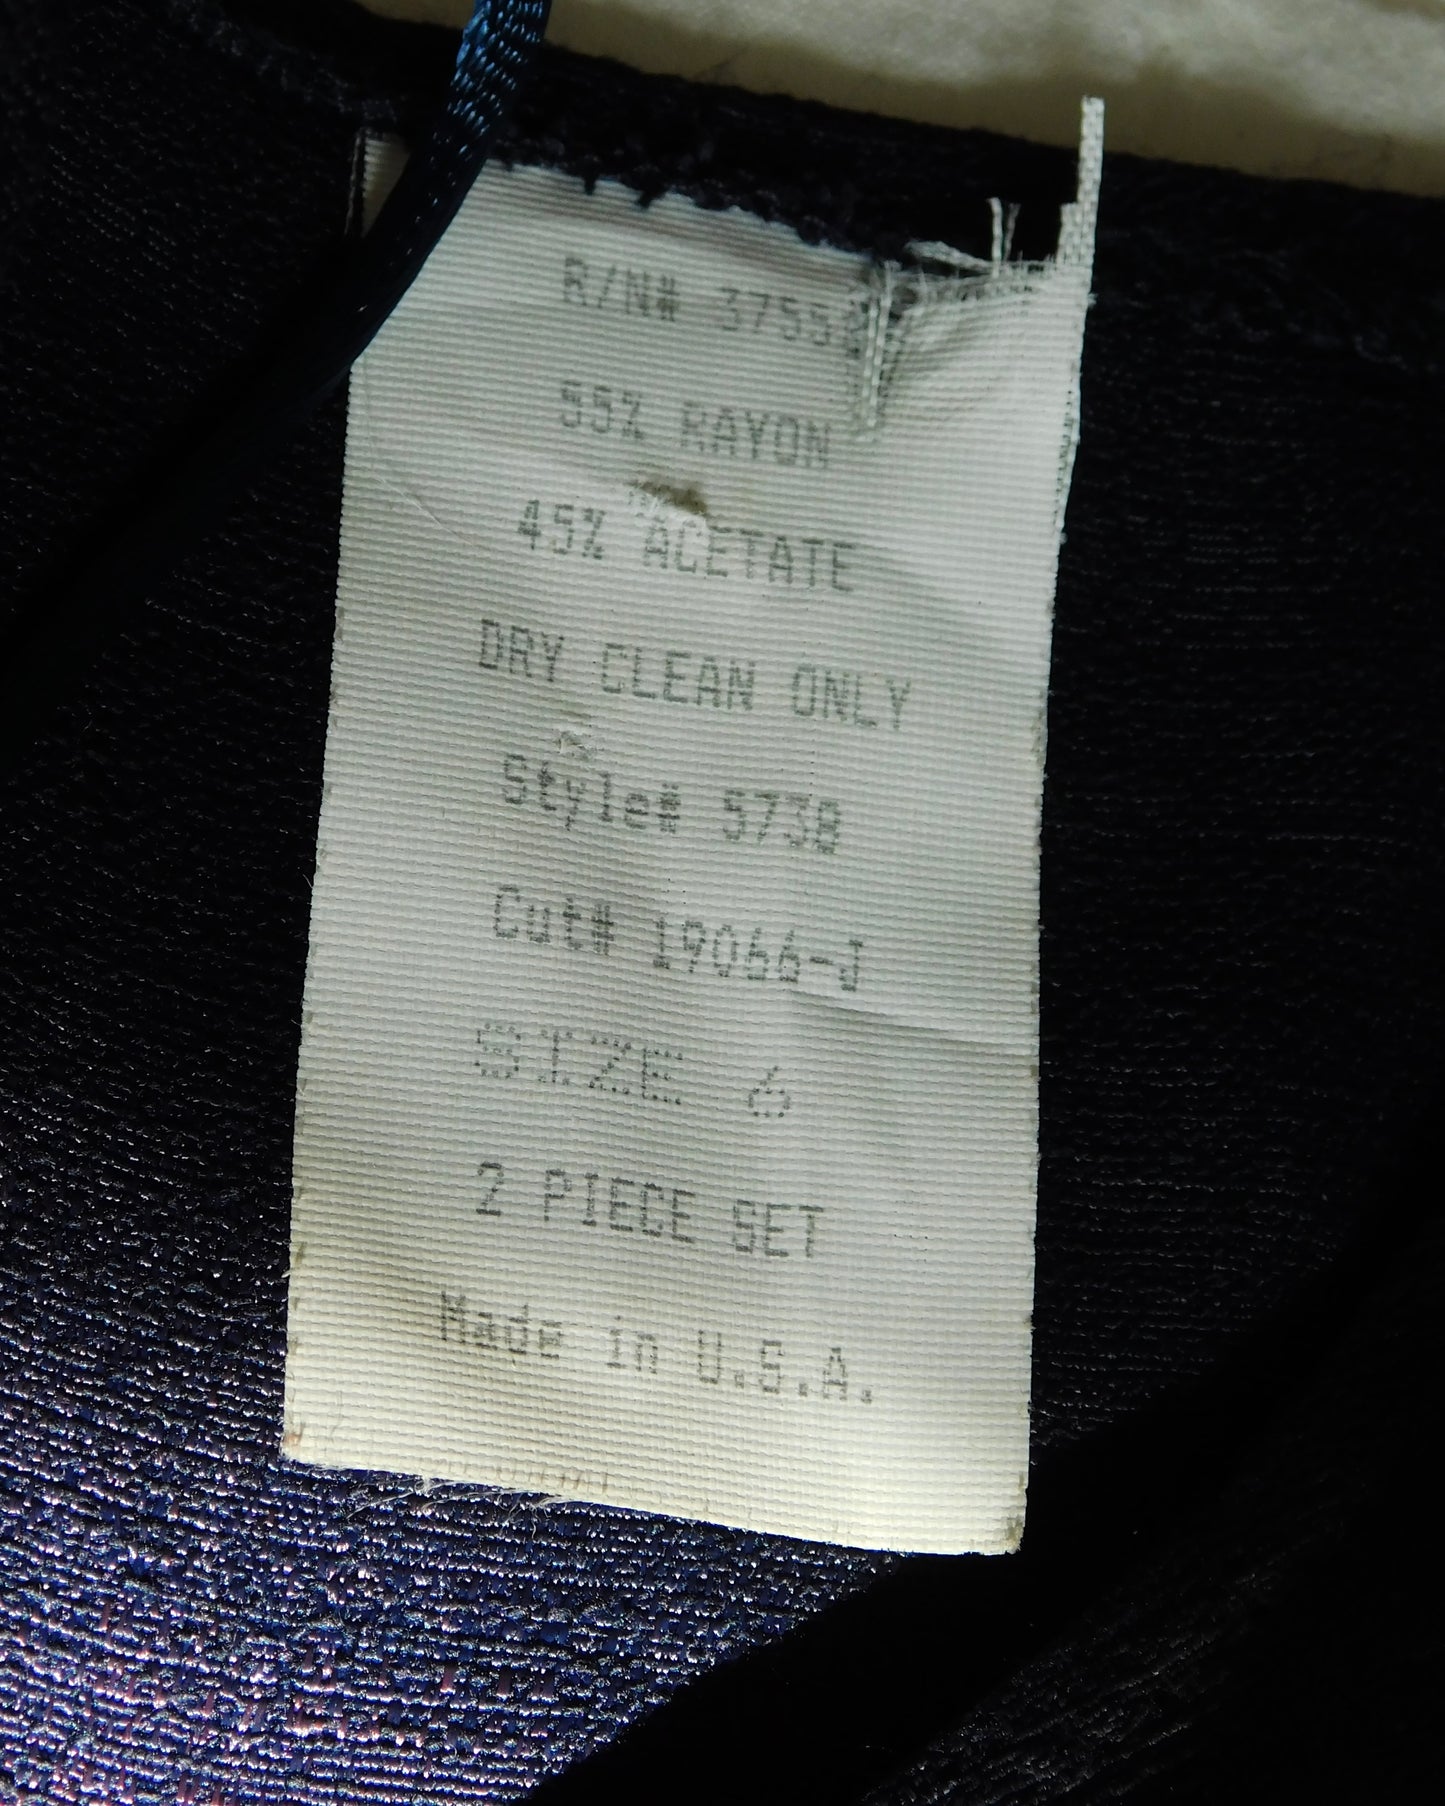 R/N# 3755
55% RAYON
45% ACETATE
DRY CLEAN ONLY
Style# 5738
Cut# 19066-J
SIZE 6
2 PIECE SET
Made in U.S.A.